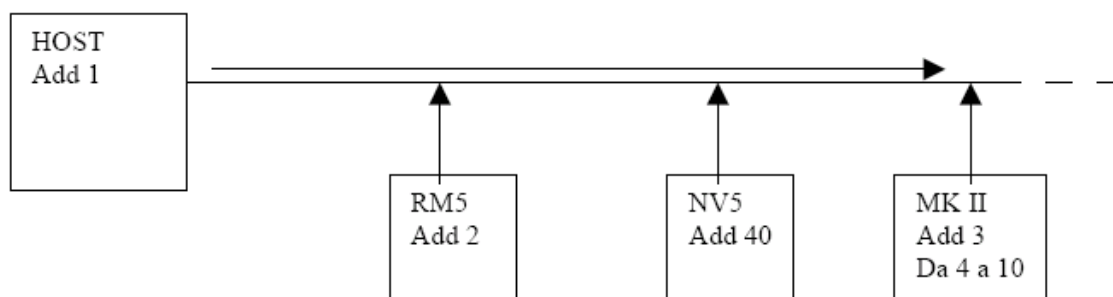 HOST
Add 1
RM5
Add 2
NV5
Add 40
MK II
Add 3
Da 4 a 10